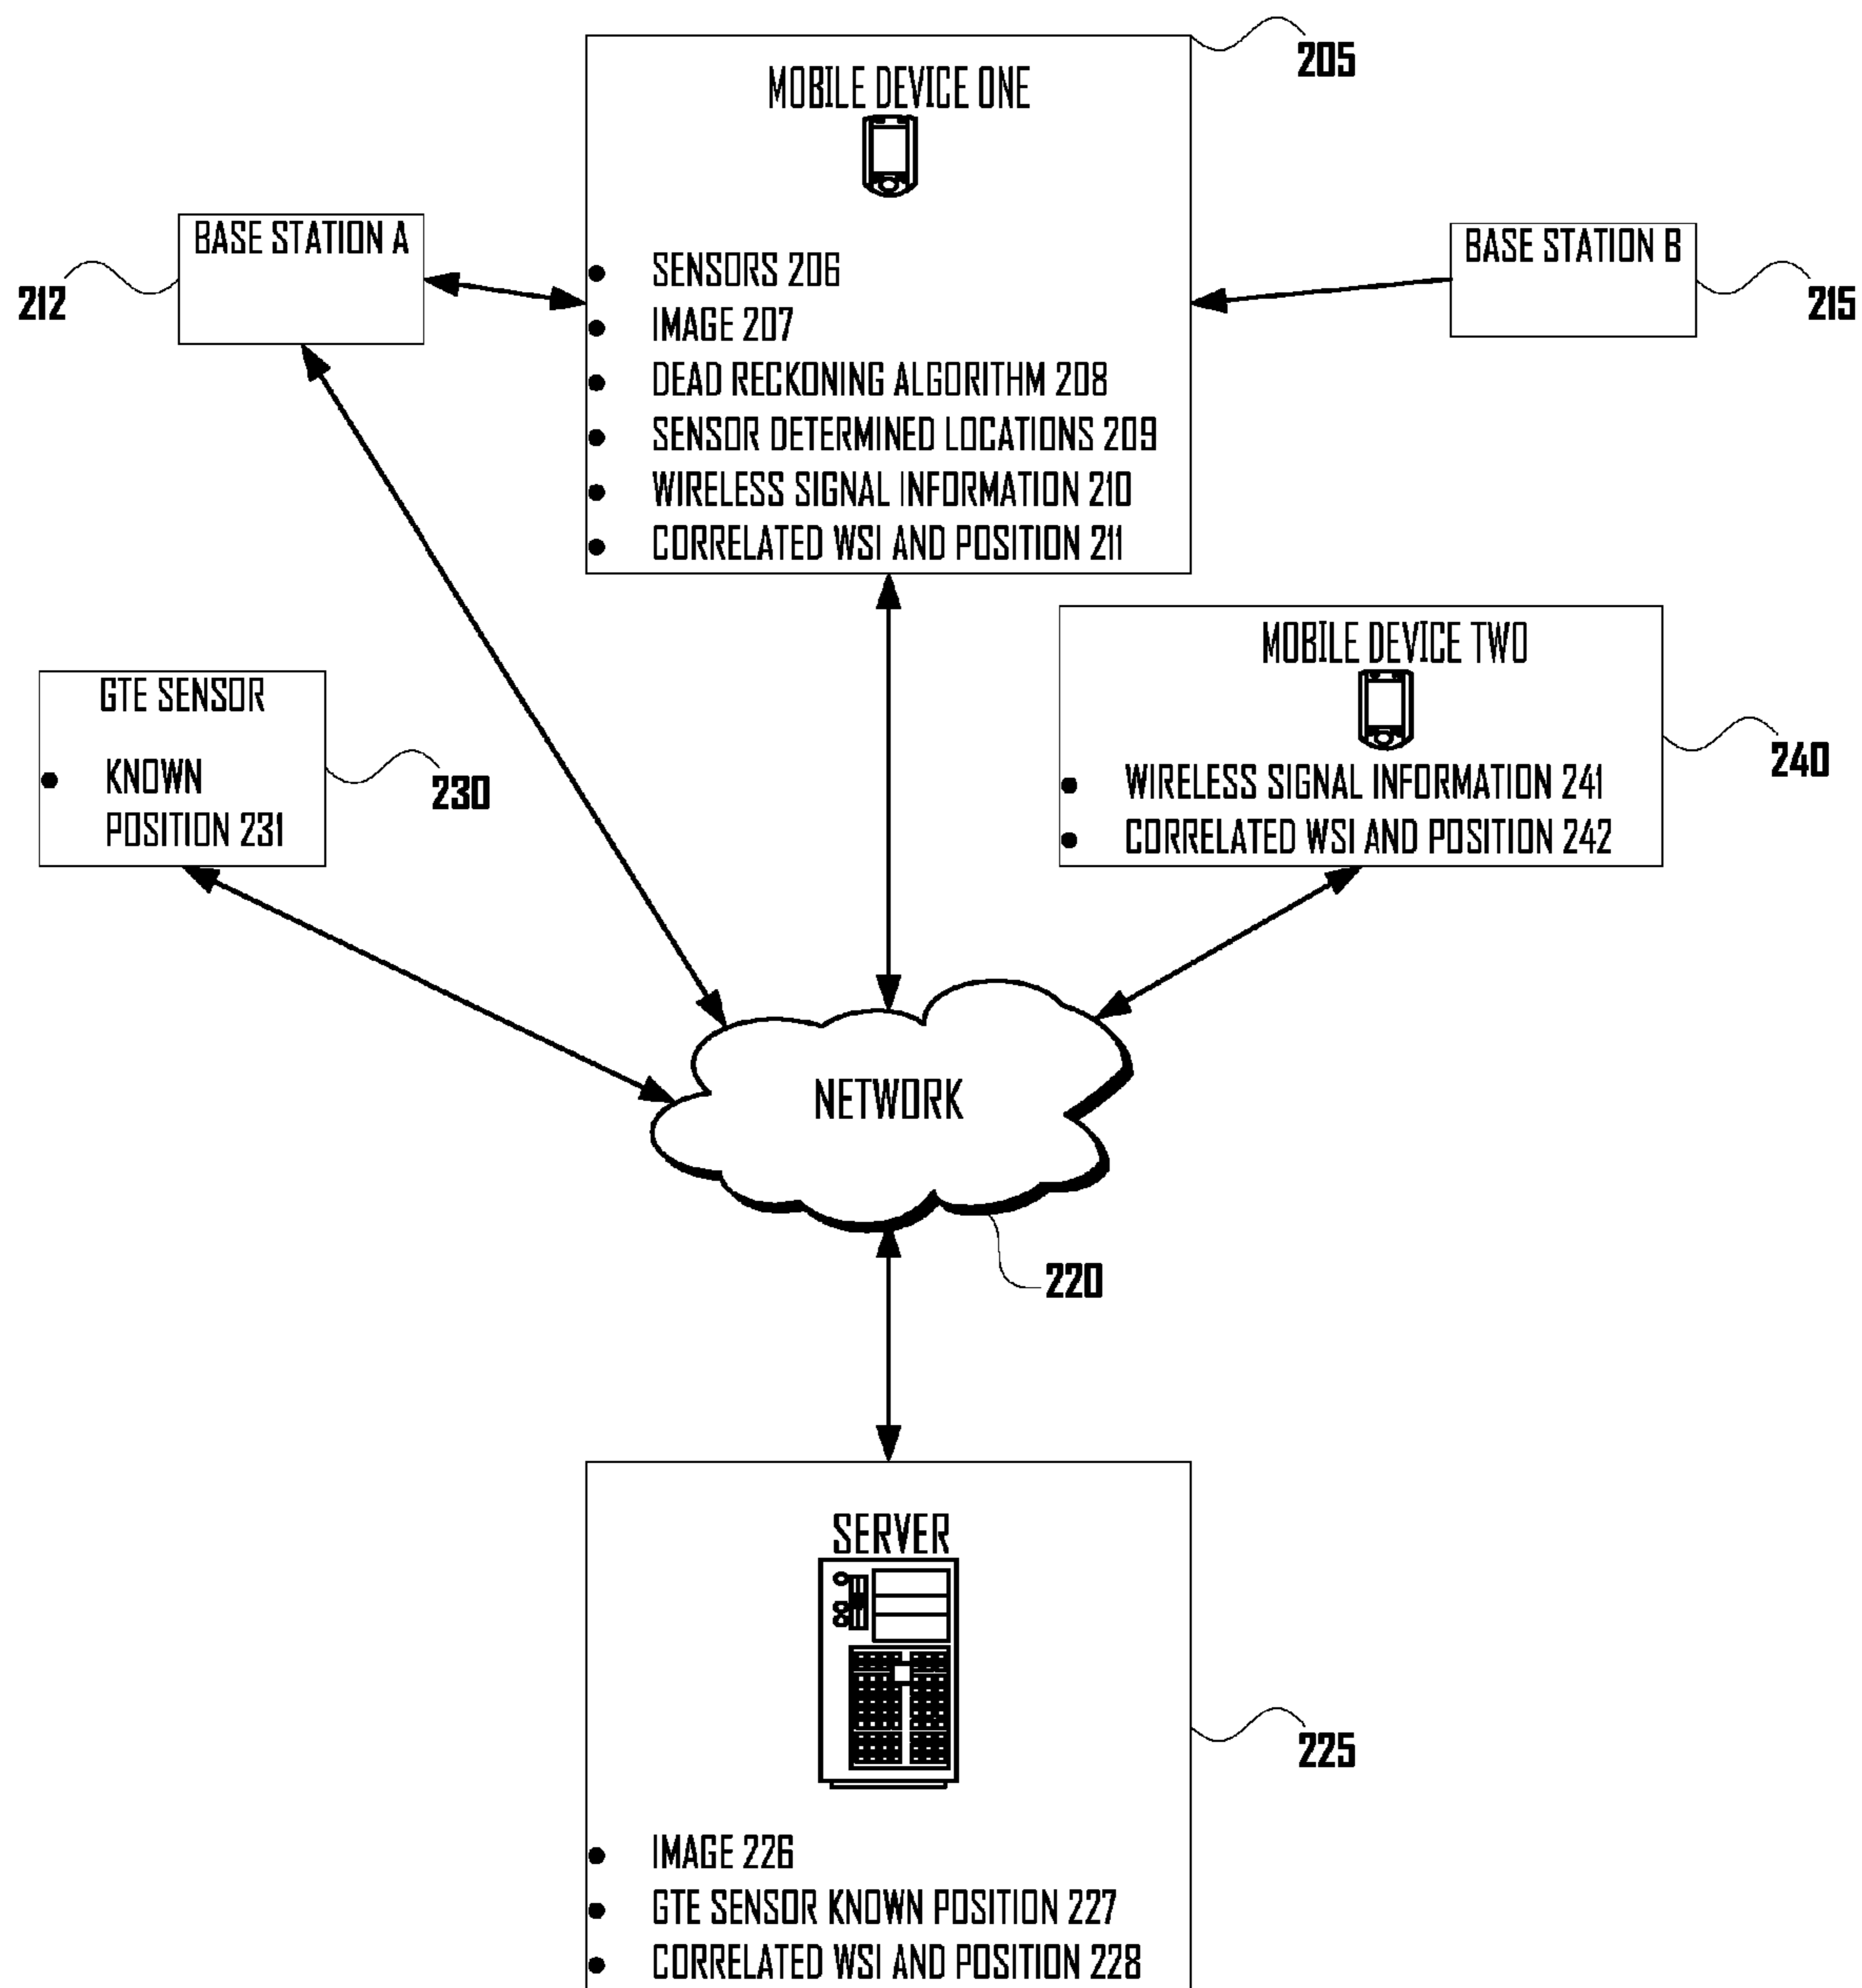 205
MOBILE DEVICE ONE
BASE STATION A
BASE STATION B
212
215
• SENSORS 206
• IMAGE 207
• DEAD RECKONING ALGORITHM 208
• SENSOR DETERMINED LOCATIONS 209
• WIRELESS SIGNAL INFORMATION 210
• CORRELATED WSI AND POSITION 211
MOBILE DEVICE TWO
240
• WIRELESS SIGNAL INFORMATION 241
• CORRELATED WSI AND POSITION 242
GTE SENSOR
• KNOWN
POSITION 231
230
NETWORK
220
SERVER
225
• IMAGE 226
• GTE SENSOR KNOWN POSITION 227
• CORRELATED WSI AND POSITION 228